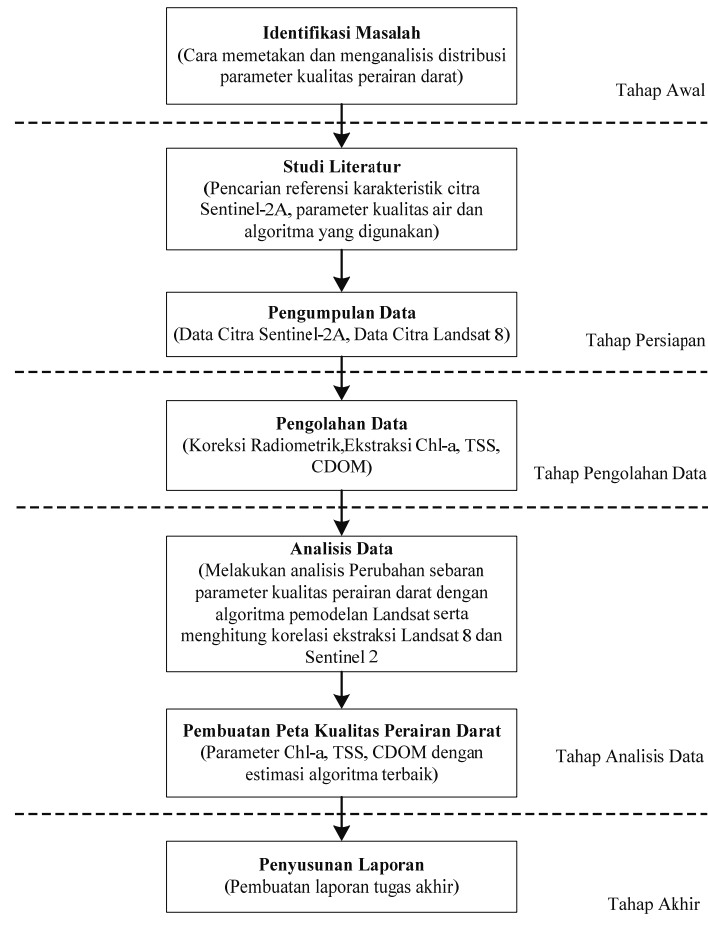 Identifikasi Masalah
(Cara memetakan dan menganalisis distribusi
parameter kualitas perairan darat)
Tahap Awal
Studi Literatur
(Pencarian referensi karakteristik citra
Sentinel-2A, parameter kualitas air dan
algoritma yang digunakan)
Pengumpulan Data
(Data Citra Sentinel-2A, Data Citra Landsat 8)
Tahap Persiapan
Pengolahan Data
(Koreksi Radiometrik,Ekstraksi Chl-a, TSS,
CDOM)
Tahap Pengolahan Data
Analisis Data
(Melakukan analisis Perubahan sebaran
parameter kualitas perairan darat dengan
algoritma pemodelan Landsat serta
menghitung korelasi ekstraksi Landsat 8 dan
Sentinel 2
Pembuatan Peta Kualitas Perairan Darat
(Parameter Chl-a, TSS, CDOM dengan
estimasi algoritma terbaik)
Tahap Analisis Data
Penyusunan Laporan
(Pembuatan laporan tugas akhir)
Tahap Akhir